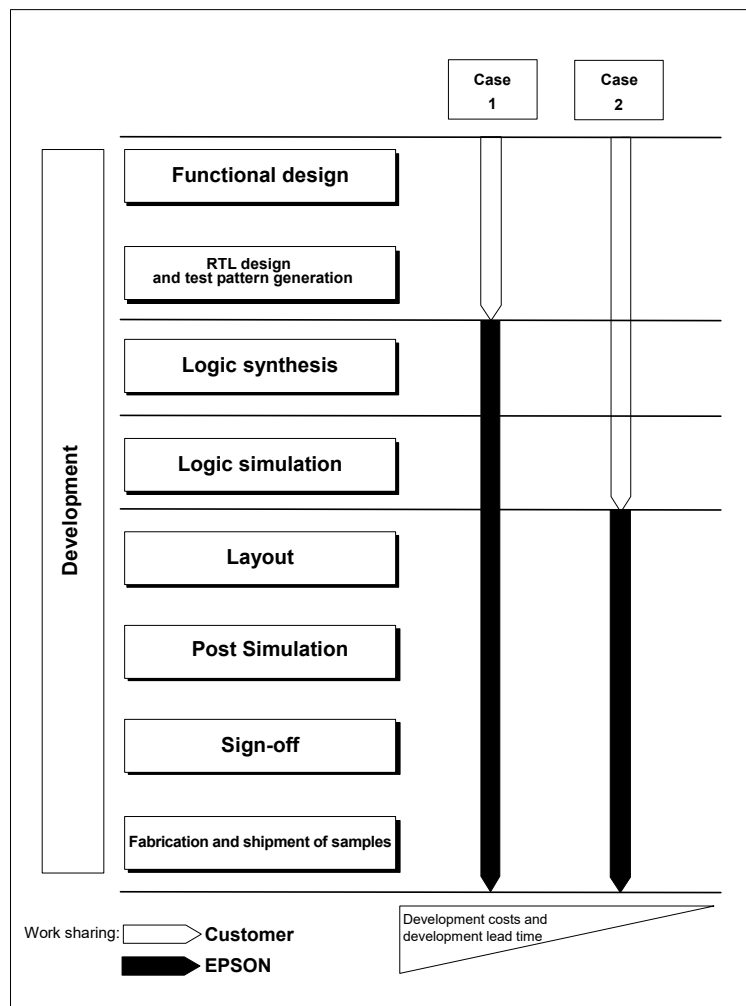 Case
1
Case
2
Development
Functional design
RTL design
and test pattern generation
Logic synthesis
Logic simulation
Layout
Post Simulation
Sign-off
Fabrication and shipment of samples
Work sharing:
Customer
EPSON
Development costs and
development lead time